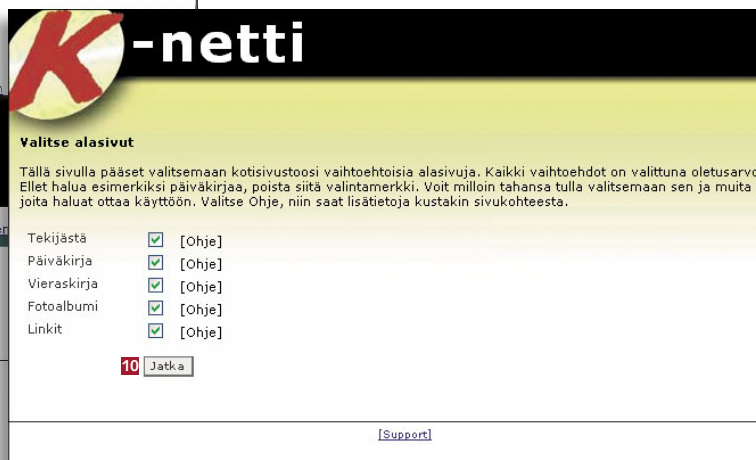 K-netti
Valitse alasivut
Tällä sivulla pääset valitsemaan kotisivustoosi vaihtoehtoisia alasivuja. Kaikki vaihtoehdot on valittuna oletusarvo
Ellet halua esimerkiksi päiväkirjaa, poista siitä valintamerkki. Voit milloin tahansa tulla valitsemaan sen ja muita
joita haluat ottaa käyttöön. Valitse Ohje, niin saat lisätietoja kustakin sivukohteesta.
Tekijästä [Ohje]
Päiväkirja [Ohje]
Vieraskirja [Ohje]
Fotoalbumi [Ohje]
Linkit [Ohje]
10 Jatka
[Support]